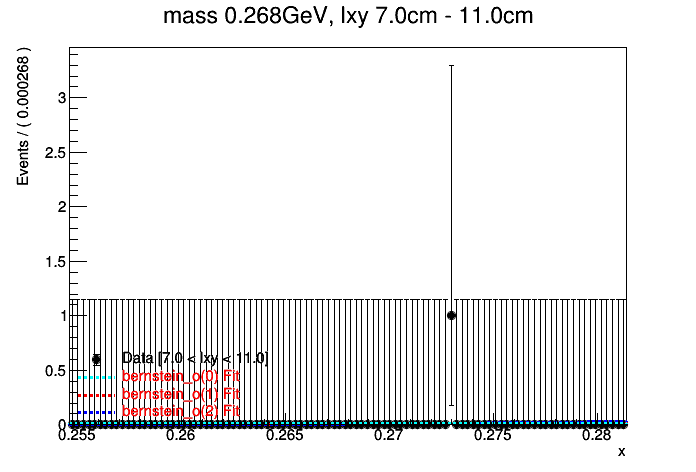 mass 0.268GeV, lxy 7.0cm - 11.0cm
Events / ( 0.000268 )
3
2.5
2
1.5
1
0.5
0
Data [7.0 < lxy < 11.0]
bernstein_o(0) Fit
bernstein_o(1) Fit
bernstein_o(2) Fit
0.255 0.26 0.265 0.27 0.275 0.28
x